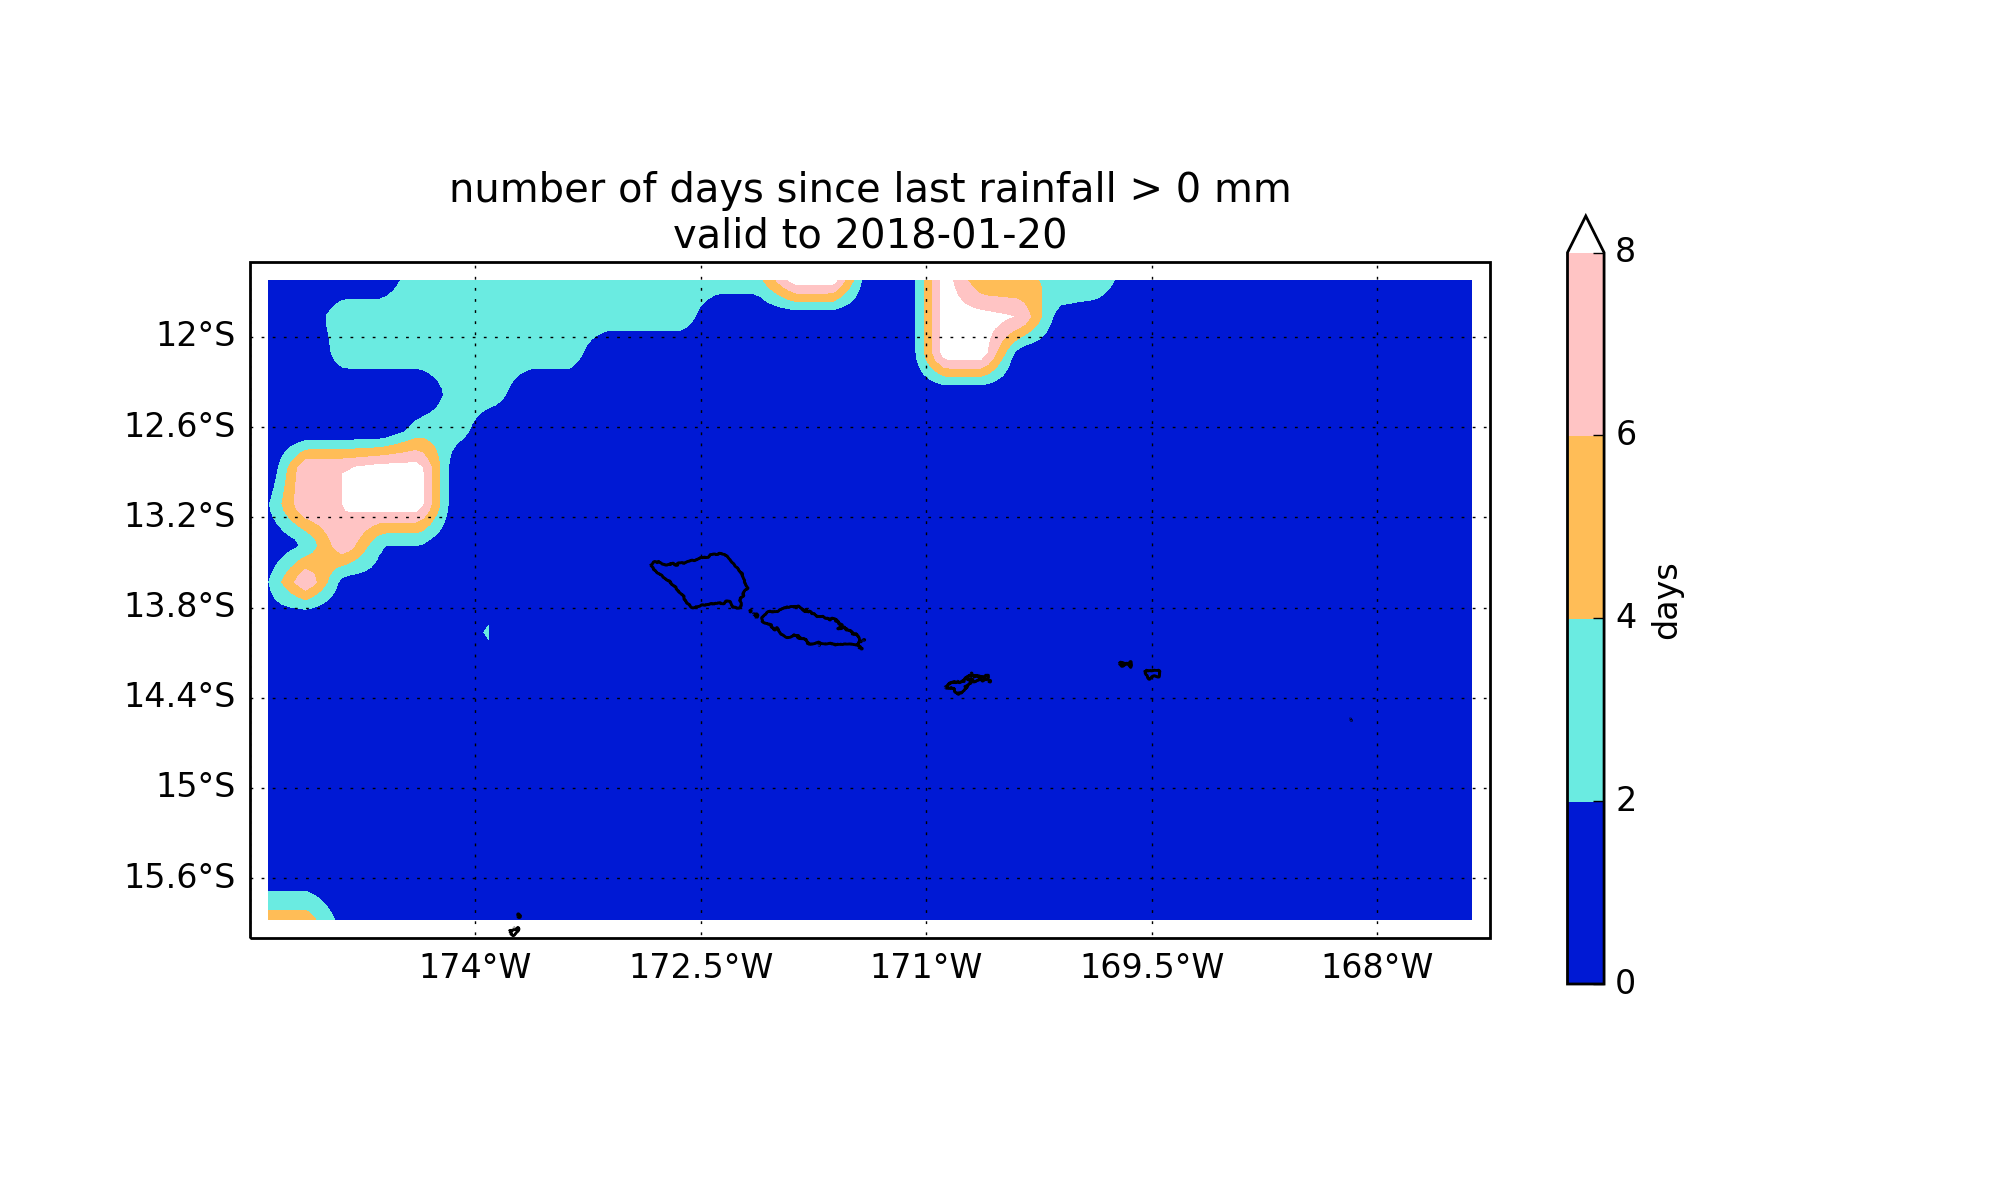 number of days since last rainfall > 0 mm
valid to 2018-01-20
12°S
12.6°S
13.2°S
13.8°S
14.4°S
15°S
15.6°S
174°W
172.5°W
171°W
169.5°W
168°W
8
6
4
2
0
days